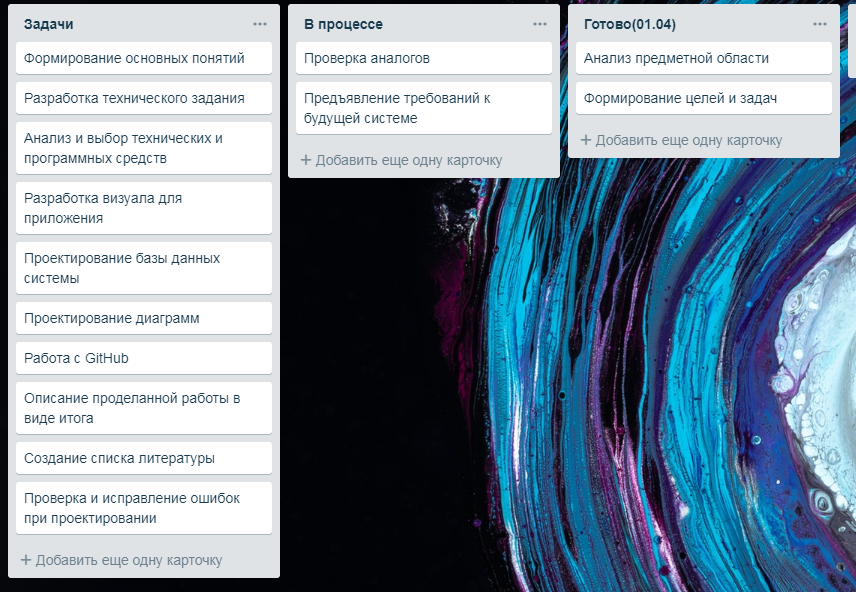 Задачи
Формирование основных понятий
Разработка технического задания
Анализ и выбор технических и
программных средств
Разработка визуала для
приложения
Проектирование базы данных
системы
Проектирование диаграмм
Работа с GitHub
Описание проделанной работы в
виде итога
Создание списка литературы
Проверка и исправление ошибок
при проектировании
+ Добавить еще одну карточку
В процессе
Проверка аналогов
Предъявление требований к
будущей системе
+ Добавить еще одну карточку
Готово(01.04)
Анализ предметной области
Формирование целей и задач
+ Добавить еще одну карточку